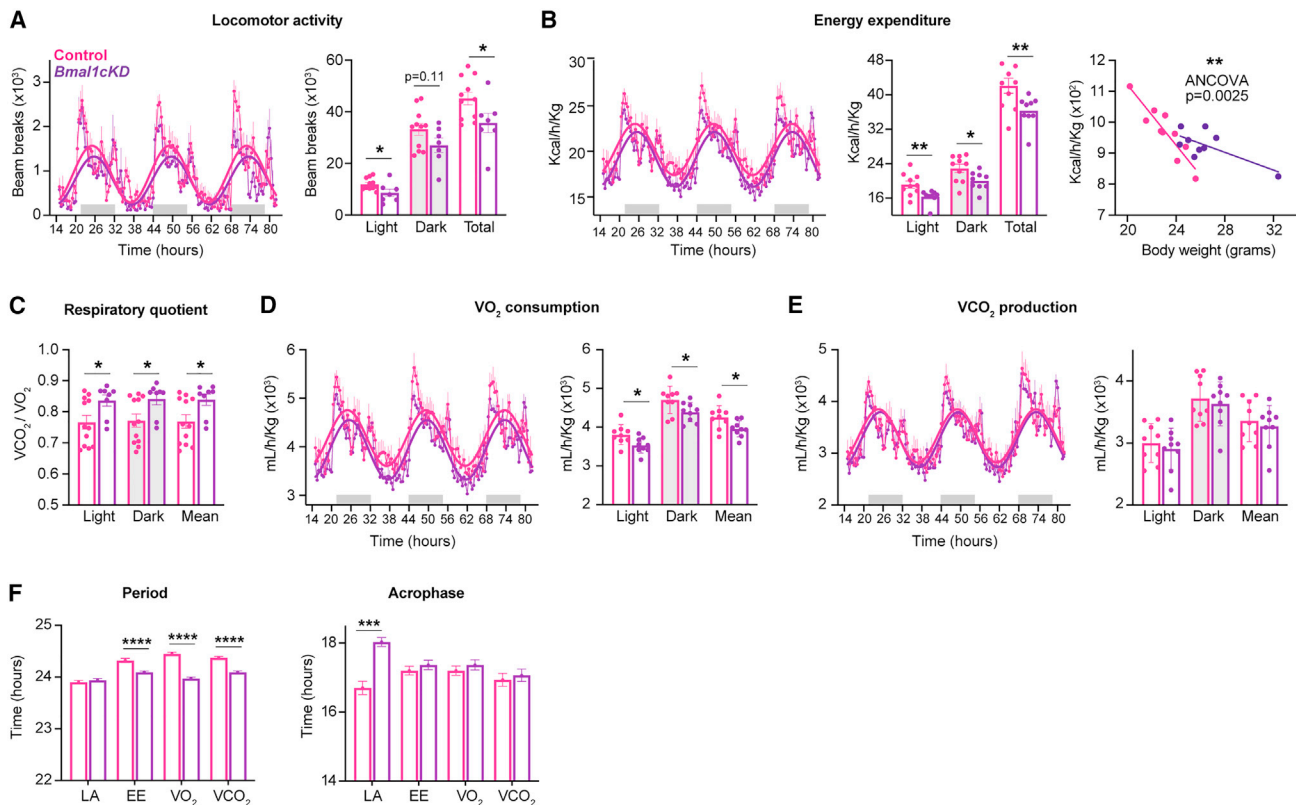 A
Locomotor activity
Control
Bmal1cKD
Beam breaks (x10³)
3
2
1
0
14 20 26 32 38 44 50 56 62 68 74 80
Time (hours)
Beam breaks (x10³)
60
40
20
0
*
p=0.11
*
Light Dark Total
B
Energy expenditure
Kcal/h/Kg
30
25
20
15
14 20 26 32 38 44 50 56 62 68 74 80
Time (hours)
Kcal/h/Kg
48
36
24
**
*
**
Light Dark Total
Kcal/h/Kg (x10²)
12
10
8
7
**
ANCOVA
p=0.0025
20 24 28 32
Body weight (grams)
C
Respiratory quotient
VCO₂/ VO₂
1.0
0.9
0.8
0.7
0.6
0.5
* * *
Light Dark Mean
D
VO₂ consumption
mL/h/Kg (x10³)
6
5
4
3
14 20 26 32 38 44 50 56 62 68 74 80
Time (hours)
mL/h/Kg (x10³)
6
5
4
3
2
*
*
*
Light Dark Mean
E
VCO₂ production
mL/h/Kg (x10³)
5
4
3
2
14 20 26 32 38 44 50 56 62 68 74 80
Time (hours)
mL/h/Kg (x10³)
4
3
2
Light Dark Mean
F
Period
Time (hours)
25
24
23
22
**** **** ****
LA EE VO₂ VCO₂
Acrophase
Time (hours)
18
16
14
***
LA EE VO₂ VCO₂